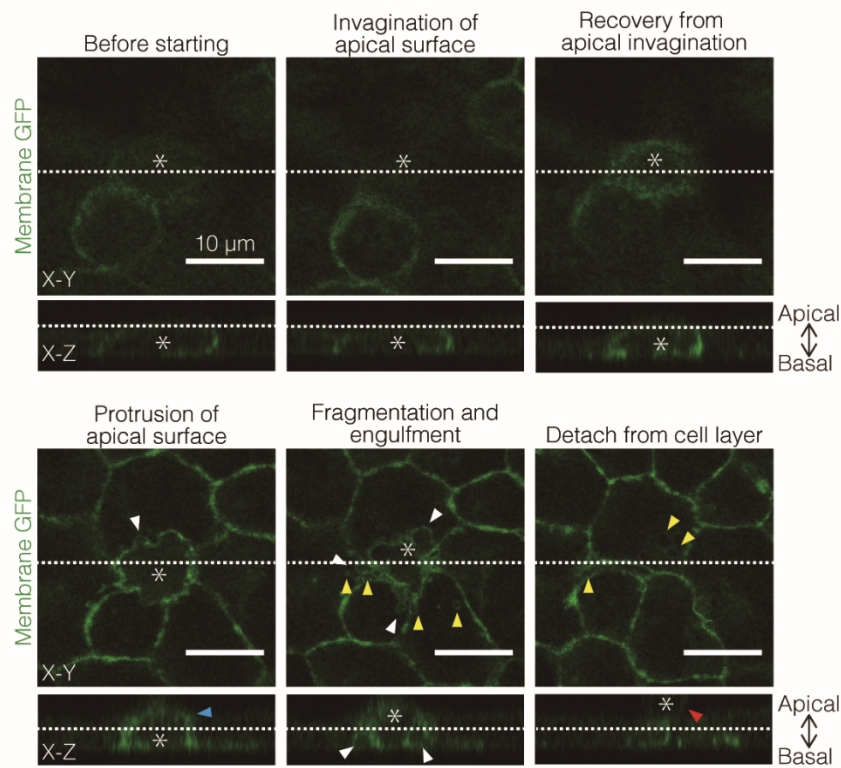 Before starting
Invagination of
apical surface
Recovery from
apical invagination
Membrane GFP
*
*
*
10 μm
X-Y
X-Z
*
*
*
Apical
Basal
Protrusion of
apical surface
Fragmentation and
engulfment
Detach from cell layer
Membrane GFP
*
*
X-Y
X-Z
*
*
*
Apical
Basal